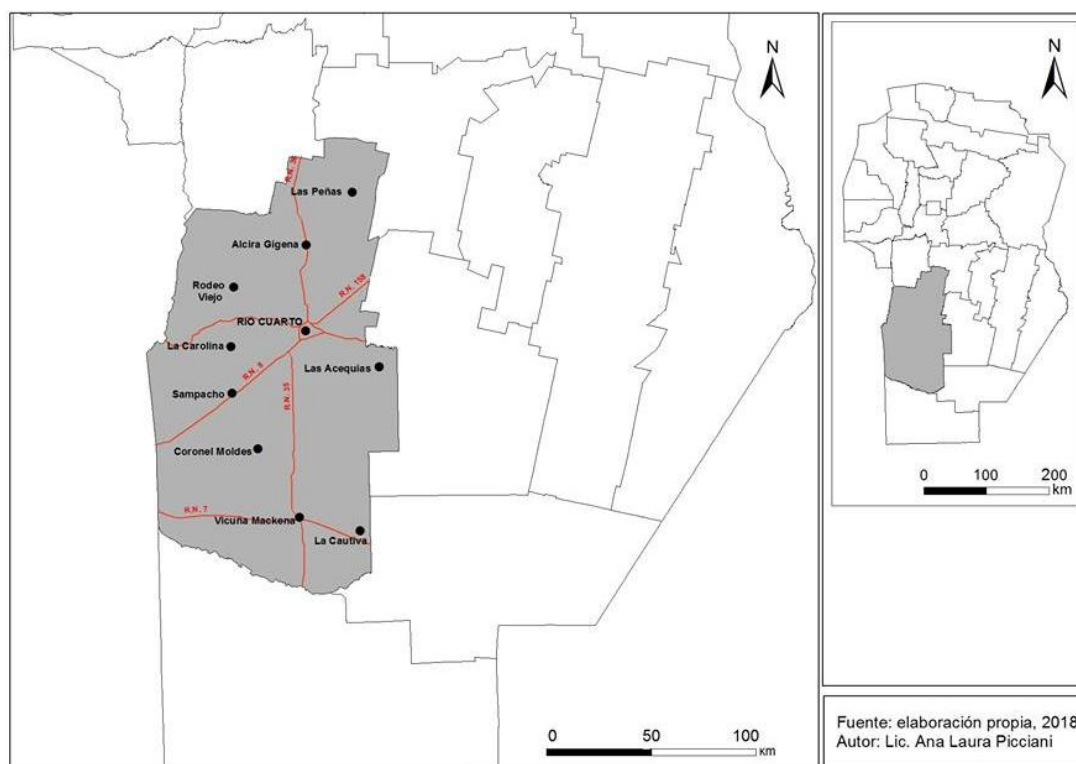 N
R.N. 36
Las Peñas
Alcira Gigena
Rodeo
Viejo
R.N. 158
RIO CUARTO
La Carolina
Las Acequias
R.N. 8
Sampacho
R.N. 35
Coronel Moldes
R.N. 7
Vicuña Mackena
La Cautiva
0 50 100
KM
N
0 100 200
km
Fuente: elaboración propia, 2018
Autor: Lic. Ana Laura Picciani